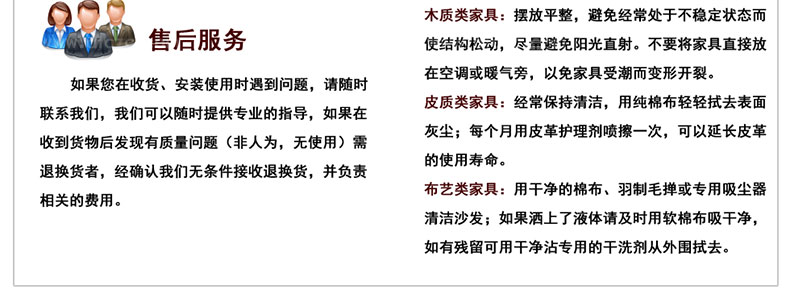 售后服务
如果您在收货、安装使用时遇到问题，请随时
联系我们，我们可以随时提供专业的指导，如果在
收到货物后发现有质量问题（非人为，无使用）需
退换货者，经确认我们无条件接收退换货，并负责
相关的费用。
木质类家具：摆放平整，避免经常处于不稳定状态而
使结构松动，尽量避免阳光直射。不要将家具直接放
在空调或暖气旁，以免家具受潮而变形开裂。
皮质类家具：经常保持清洁，用纯棉布轻轻拭去表面
灰尘；每个月用皮革护理剂喷擦一次，可以延长皮革
的使用寿命。
布艺类家具：用干净的棉布、羽制毛掸或专用吸尘器
清洁沙发；如果洒上了液体请及时用软棉布吸干净，
如有残留可用干净沾专用的干洗剂从外围拭去。